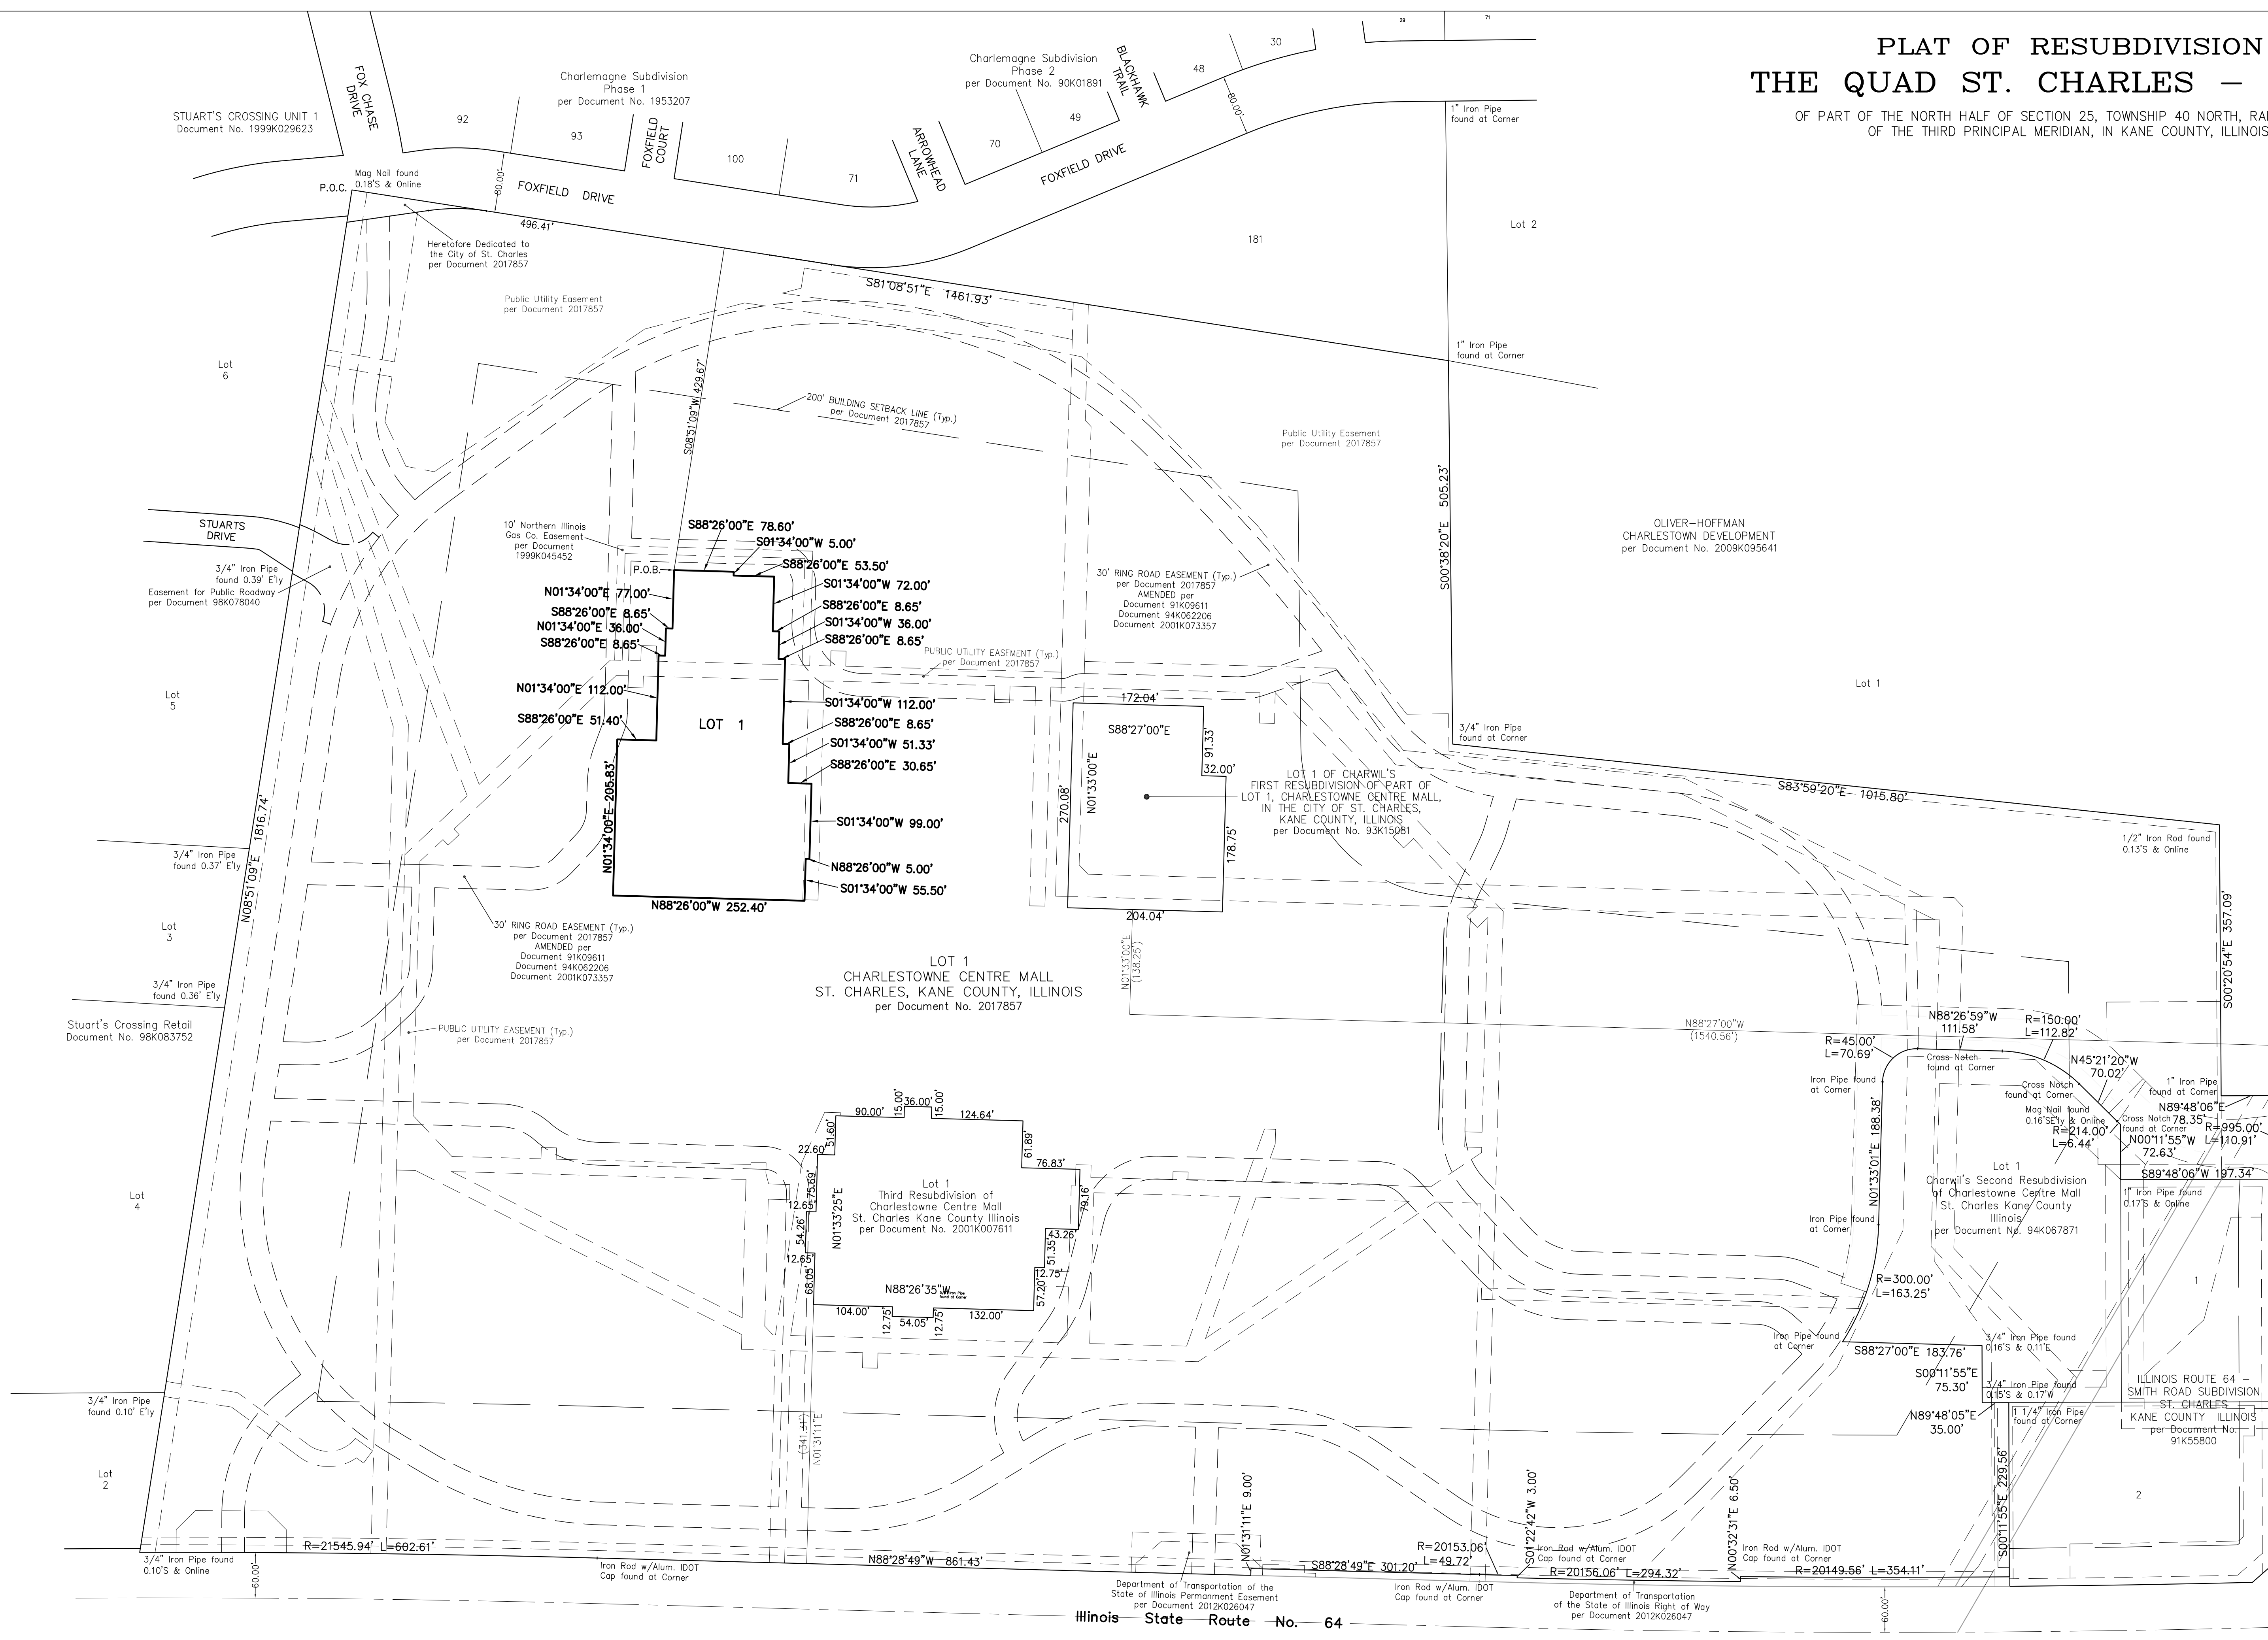 PLAT OF RESUBDIVISION
THE QUAD ST. CHARLES –
OF PART OF THE NORTH HALF OF SECTION 25, TOWNSHIP 40 NORTH, RA
OF THE THIRD PRINCIPAL MERIDIAN, IN KANE COUNTY, ILLINOIS
29
71
30
48
BLACKHAWK
TRAIL
Charlemagne Subdivision
Phase 2
per Document No. 90K01891
49
70
80.00'
1" Iron Pipe
found at Corner
FOX CHASE
DRIVE
Charlemagne Subdivision
Phase 1
per Document No. 1953207
STUART'S CROSSING UNIT 1
Document No. 1999K029623
92
93
FOXFIELD
COURT
100
71
ARROWHEAD
LANE
FOXFIELD DRIVE
Mag Nail found
0.18'S & Online
P.O.C.
80.00'
FOXFIELD DRIVE
496.41'
Heretofore Dedicated to
the City of St. Charles
per Document 2017857
181
Lot 2
Public Utility Easement
per Document 2017857
S81°08'51"E 1461.93'
1" Iron Pipe
found at Corner
Lot
6
S08°51'09"W 429.67'
200' BUILDING SETBACK LINE (Typ.)
per Document 2017857
Public Utility Easement
per Document 2017857
S00°38'20"E 505.23'
OLIVER-HOFFMAN
CHARLESTOWN DEVELOPMENT
per Document No. 2009K095641
STUARTS
DRIVE
10' Northern Illinois
Gas Co. Easement
per Document
1999K045452
S88°26'00"E 78.60'
S01°34'00"W 5.00'
S88°26'00"E 53.50'
P.O.B.
3/4" Iron Pipe
found 0.39' E'ly
Easement for Public Roadway
per Document 98K078040
N01°34'00"E 77.00'
S88°26'00"E 8.65'
N01°34'00"E 36.00'
S88°26'00"E 8.65'
S01°34'00"W 72.00'
S88°26'00"E 8.65'
S01°34'00"W 36.00'
S88°26'00"E 8.65'
30' RING ROAD EASEMENT (Typ.)
per Document 2017857
AMENDED per
Document 91K09611
Document 94K062206
Document 2001K073357
PUBLIC UTILITY EASEMENT (Typ.)
per Document 2017857
Lot
5
N01°34'00"E 112.00'
S88°26'00"E 51.40'
LOT 1
S01°34'00"W 112.00'
S88°26'00"E 8.65'
S01°34'00"W 51.33'
S88°26'00"E 30.65'
172.04'
S88°27'00"E
91.33'
32.00'
N01°33'00"E
270.08'
178.75'
204.04'
Lot 1
3/4" Iron Pipe
found at Corner
LOT 1 OF CHARWIL'S
FIRST RESUBDIVISION OF PART OF
LOT 1, CHARLESTOWNE CENTRE MALL,
IN THE CITY OF ST. CHARLES,
KANE COUNTY, ILLINOIS
per Document No. 93K15081
S83°59'20"E 1015.80'
N01°34'00"E 205.83'
S01°34'00"W 99.00'
N88°26'00"W 5.00'
S01°34'00"W 55.50'
N88°26'00"W 252.40'
N08°51'09"E 1816.74'
3/4" Iron Pipe
found 0.37' E'ly
1/2" Iron Rod found
0.13'S & Online
S00°20'54"E 357.09'
Lot
3
30' RING ROAD EASEMENT (Typ.)
per Document 2017857
AMENDED per
Document 91K09611
Document 94K062206
Document 2001K073357
LOT 1
CHARLESTOWNE CENTRE MALL
ST. CHARLES, KANE COUNTY, ILLINOIS
per Document No. 2017857
N01°33'00"E
(138.25')
3/4" Iron Pipe
found 0.36' E'ly
Stuart's Crossing Retail
Document No. 98K083752
PUBLIC UTILITY EASEMENT (Typ.)
per Document 2017857
N88°27'00"W
(1540.56')
N88°26'59"W
111.58'
R=150.00'
L=112.82'
R=45.00'
L=70.69'
Cross Notch
found at Corner
N45°21'20"W
70.02'
Iron Pipe found
at Corner
Cross Notch
found at Corner
1" Iron Pipe
found at Corner
Mag Nail found
0.16'SE'ly & Online
N89°48'06"E
78.35'
Cross Notch
found at Corner
R=214.00'
L=6.44'
R=995.00'
L=110.91'
N00°11'55"W
72.63'
S89°48'06"W 197.34'
1" Iron Pipe found
0.17'S & Online
N01°33'01"E 188.38'
Lot 1
Charwil's Second Resubdivision
of Charlestowne Centre Mall
St. Charles Kane County
Illinois
per Document No. 94K067871
Iron Pipe found
at Corner
90.00'
15.00'
36.00'
15.00'
124.64'
51.60'
22.60'
61.89'
76.83'
75.69'
12.65'
79.16'
54.26'
N01°33'25"E
Lot 1
Third Resubdivision of
Charlestowne Centre Mall
St. Charles Kane County Illinois
per Document No. 2001K007611
43.26'
51.35'
12.65'
12.75'
68.05'
57.20'
N88°26'35"W
3/4" Iron Pipe
found at Corner
104.00'
12.75'
54.05'
12.75'
132.00'
Lot
4
R=300.00'
L=163.25'
1
Iron Pipe found
at Corner
3/4" Iron Pipe found
0.16'S & 0.11'E
S88°27'00"E 183.76'
S00°11'55"E
75.30'
3/4" Iron Pipe found
0.15'S & 0.17'W
N89°48'05"E
35.00'
1 1/4" Iron Pipe
found at Corner
ILLINOIS ROUTE 64 –
SMITH ROAD SUBDIVISION
ST. CHARLES
KANE COUNTY ILLINOIS
per Document No.
91K55800
3/4" Iron Pipe
found 0.10' E'ly
(341.31')
N01°31'11"E
Lot
2
2
N01°31'11"E 9.00'
S01°22'42"W 3.00'
N00°32'31"E 6.50'
S00°11'55"E 229.56'
3/4" Iron Pipe found
0.10'S & Online
R=21545.94' L=602.61'
60.00'
Iron Rod w/Alum. IDOT
Cap found at Corner
N88°28'49"W 861.43'
S88°28'49"E 301.20'
R=20153.06'
L=49.72'
Iron Rod w/Alum. IDOT
Cap found at Corner
Iron Rod w/Alum. IDOT
Cap found at Corner
R=20156.06' L=294.32'
Iron Rod w/Alum. IDOT
Cap found at Corner
R=20149.56' L=354.11'
Department of Transportation of the
State of Illinois Permanment Easement
per Document 2012K026047
Department of Transportation
of the State of Illinois Right of Way
per Document 2012K026047
60.00'
Illinois State Route No. 64